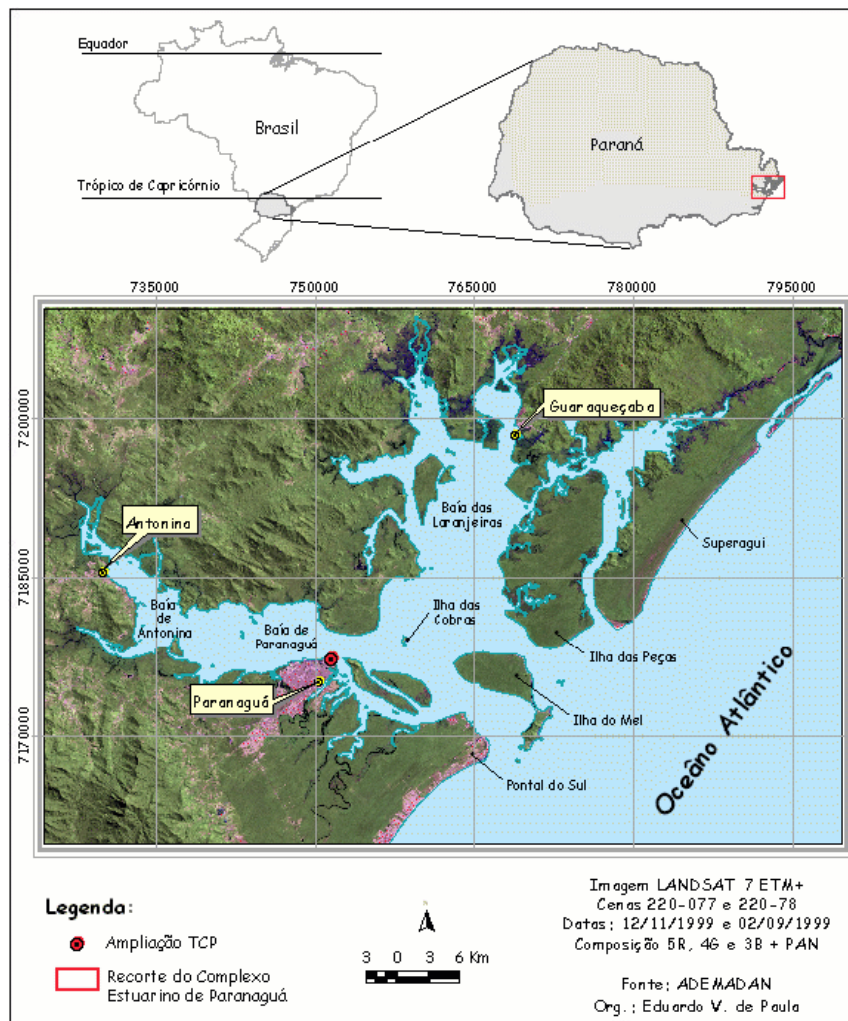 Equador
Brasil
Trópico de Capricórnio
Paraná
735000
750000
765000
780000
795000
7200000
7185000
7170000
Guaraqueçaba
Antonina
Baía das
Laranjeiras
Superagui
Baía
de
Antonina
Baía de
Paranaguá
Ilha das
Cobras
Ilha das Peças
Paranaguá
Ilha do Mel
Pontal do Sul
Oceâno Atlântico
Legenda:
Ampliação TCP
Recorte do Complexo
Estuarino de Paranaguá
N
3 0 3 6 Km
Imagem LANDSAT 7 ETM+
Cenas 220-077 e 220-78
Datas: 12/11/1999 e 02/09/1999
Composição 5R, 4G e 3B + PAN
Fonte: ADEMADAN
Org.: Eduardo V. de Paula